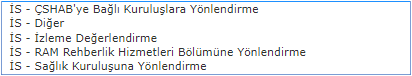 İS - ÇSHAB'ye Bağlı Kuruluşlara Yönlendirme
İS - Diğer
İS - İzleme Değerlendirme
İS - RAM Rehberlik Hizmetleri Bölümüne Yönlendirme
İS - Sağlık Kuruluşuna Yönlendirme